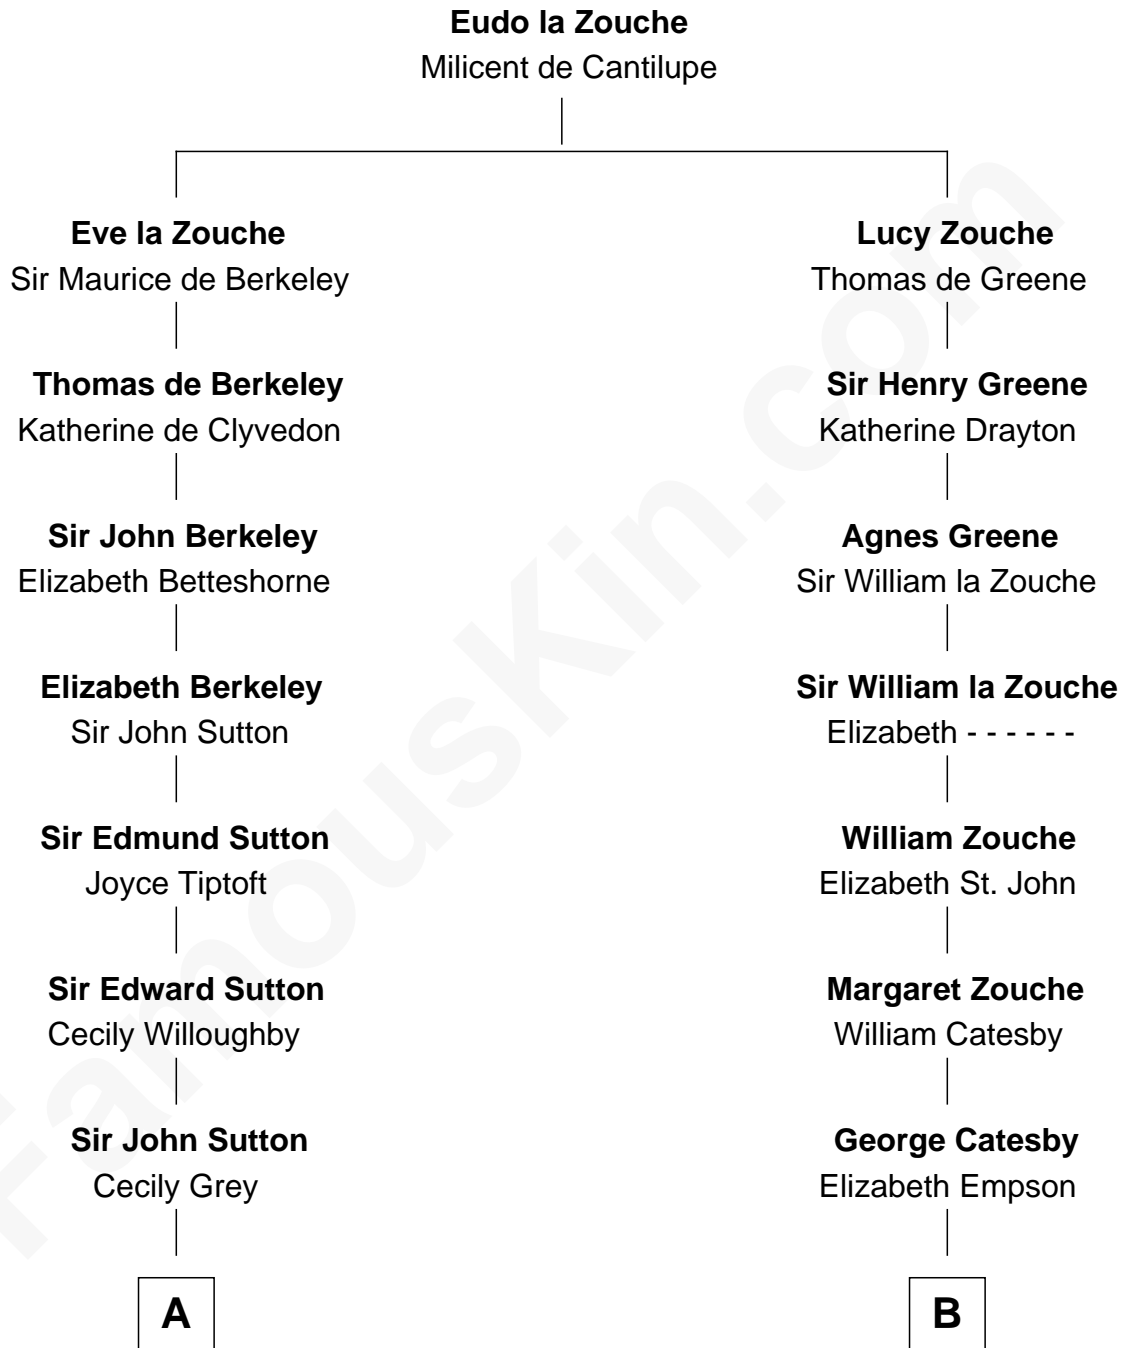 Eudo la Zouche
Milicent de Cantilupe
Eve la Zouche
Sir Maurice de Berkeley
Lucy Zouche
Thomas de Greene
Thomas de Berkeley
Katherine de Clyvedon
Sir Henry Greene
Katherine Drayton
Sir John Berkeley
Elizabeth Betteshorne
Agnes Greene
Sir William la Zouche
Elizabeth Berkeley
Sir John Sutton
Sir William la Zouche
Elizabeth - - - - - -
Sir Edmund Sutton
Joyce Tiptoft
William Zouche
Elizabeth St. John
Sir Edward Sutton
Cecily Willoughby
Margaret Zouche
William Catesby
Sir John Sutton
Cecily Grey
George Catesby
Elizabeth Empson
A
B
FamousKin.com